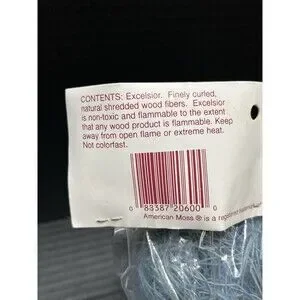 CONTENTS: Excelsior. Finely curled,
natural shredded wood fibers. Excelsior
is non-toxic and flammable to the extent
that any wood product is flammable. Keep
away from open flame or extreme heat.
Not colorfast.
0 83387 20600 0
American Moss ® is a registered